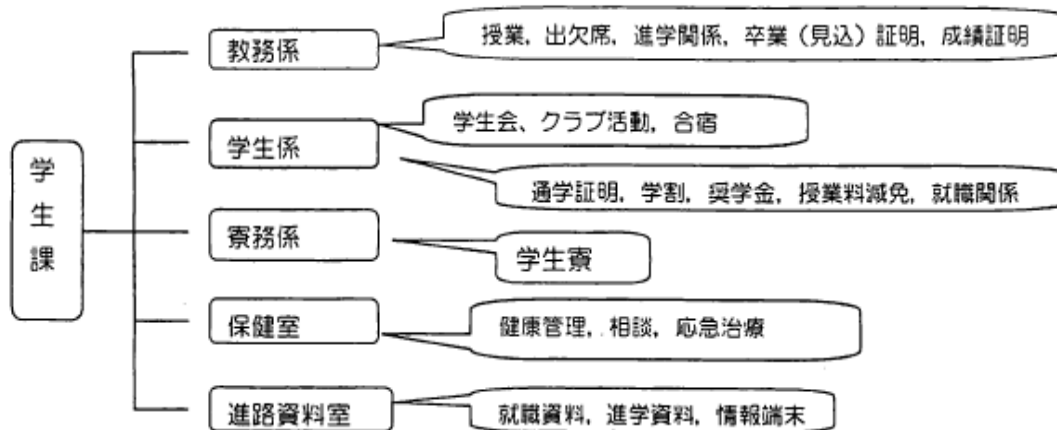 教務係
授業, 出欠席, 進学関係, 卒業（見込）証明, 成績証明
学生課
学生係
学生会、クラブ活動, 合宿
通学証明, 学割, 奨学金, 授業料減免, 就職関係
寮務係
学生寮
保健室
健康管理, 相談, 応急治療
進路資料室
就職資料, 進学資料, 情報端末